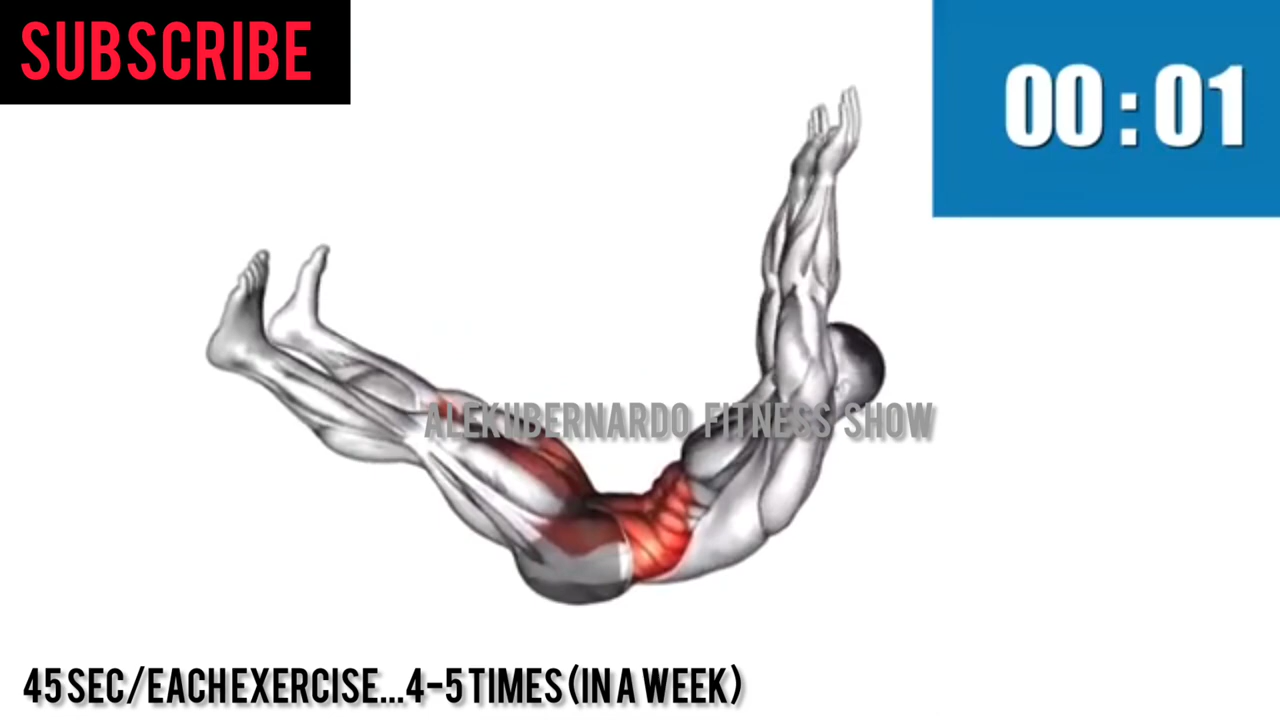 SUBSCRIBE
00:01
ALEKUBERNARDO FITNESS SHOW
45 SEC/EACH EXERCISE...4-5 TIMES (IN A WEEK)